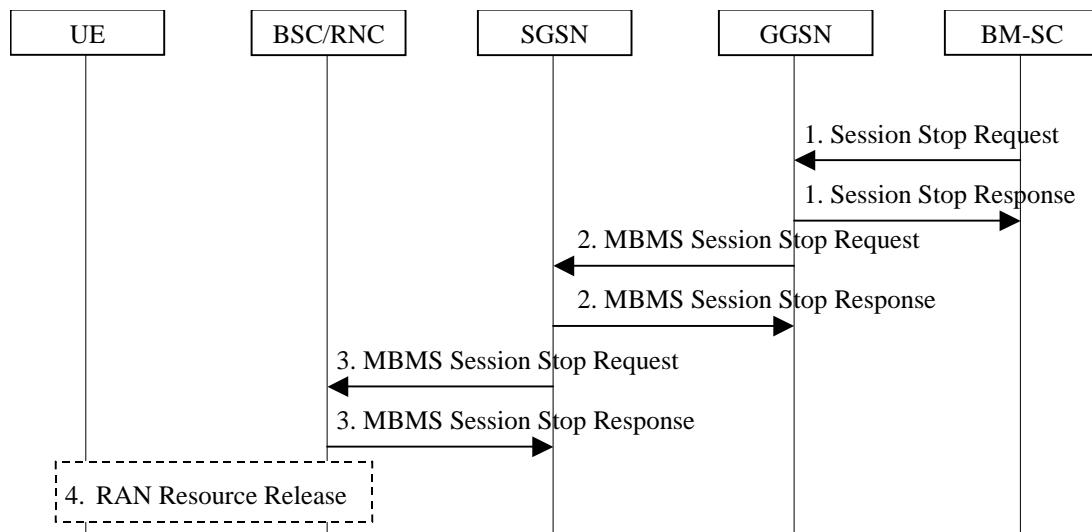 UE
BSC/RNC
SGSN
GGSN
BM-SC
1. Session Stop Request
1. Session Stop Response
2. MBMS Session Stop Request
2. MBMS Session Stop Response
3. MBMS Session Stop Request
3. MBMS Session Stop Response
4. RAN Resource Release